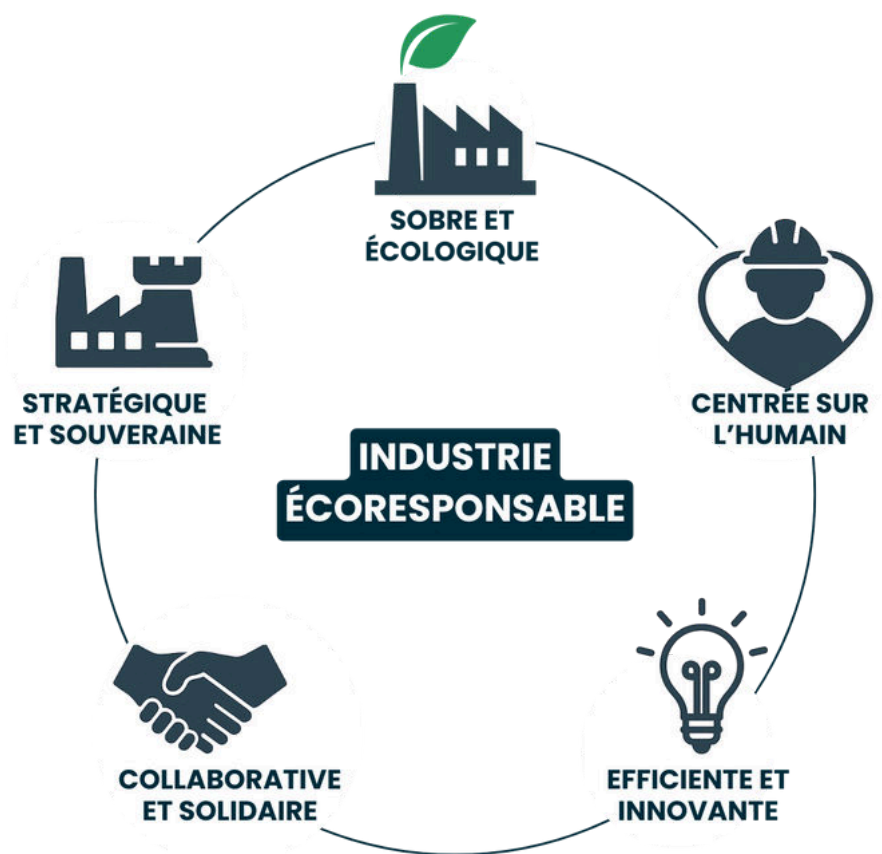 SOBRE ET
ÉCOLOGIQUE
CENTRÉE SUR
L’HUMAIN
EFFICIENTE ET
INNOVANTE
COLLABORATIVE
ET SOLIDAIRE
STRATÉGIQUE
ET SOUVERAINE
INDUSTRIE
ÉCORESPONSABLE